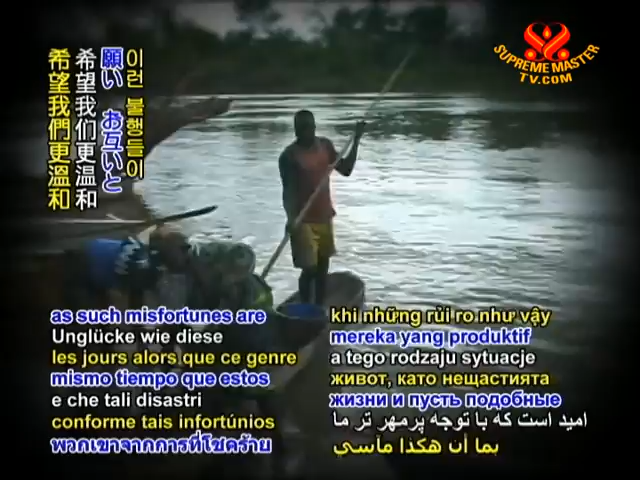 SUPREME MASTER
TV.COM
이런 불행들이
願い お互いと
希望我们更温和
希望我們更溫和
as such misfortunes are
Unglücke wie diese
les jours alors que ce genre
mismo tiempo que estos
e che tali disastri
conforme tais infortúnios
พวกเขาจากการที่โชคร้าย
khi những rủi ro như vậy
mereka yang produktif
a tego rodzaju sytuacje
живот, като нещастията
жизни и пусть подобные
امید است که با توجه پرمهر تر ما
بما أن هكذا مآسي